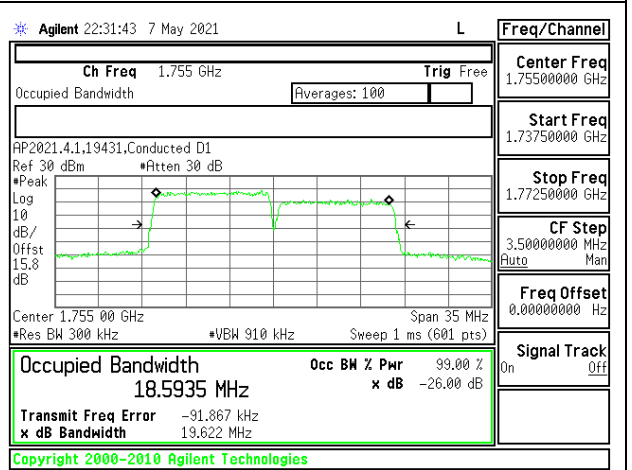 Agilent 22:31:43 7 May 2021 L
Freq/Channel
Ch Freq 1.755 GHz Trig Free
Occupied Bandwidth Averages: 100
AP2021.4.1,19431,Conducted D1
Ref 30 dBm #Atten 30 dB
#Peak
Log
10
dB/
Offst
15.8
dB
Center 1.755 00 GHz Span 35 MHz
#Res BW 300 kHz #VBW 910 kHz Sweep 1 ms (601 pts)
Occupied Bandwidth Occ BW % Pwr 99.00 %
18.5935 MHz x dB -26.00 dB
Transmit Freq Error -91.867 kHz
x dB Bandwidth 19.622 MHz
Copyright 2000-2010 Agilent Technologies
Center Freq
1.75500000 GHz
Start Freq
1.73750000 GHz
Stop Freq
1.77250000 GHz
CF Step
3.50000000 MHz
Auto Man
Freq Offset
0.00000000 Hz
Signal Track
On Off